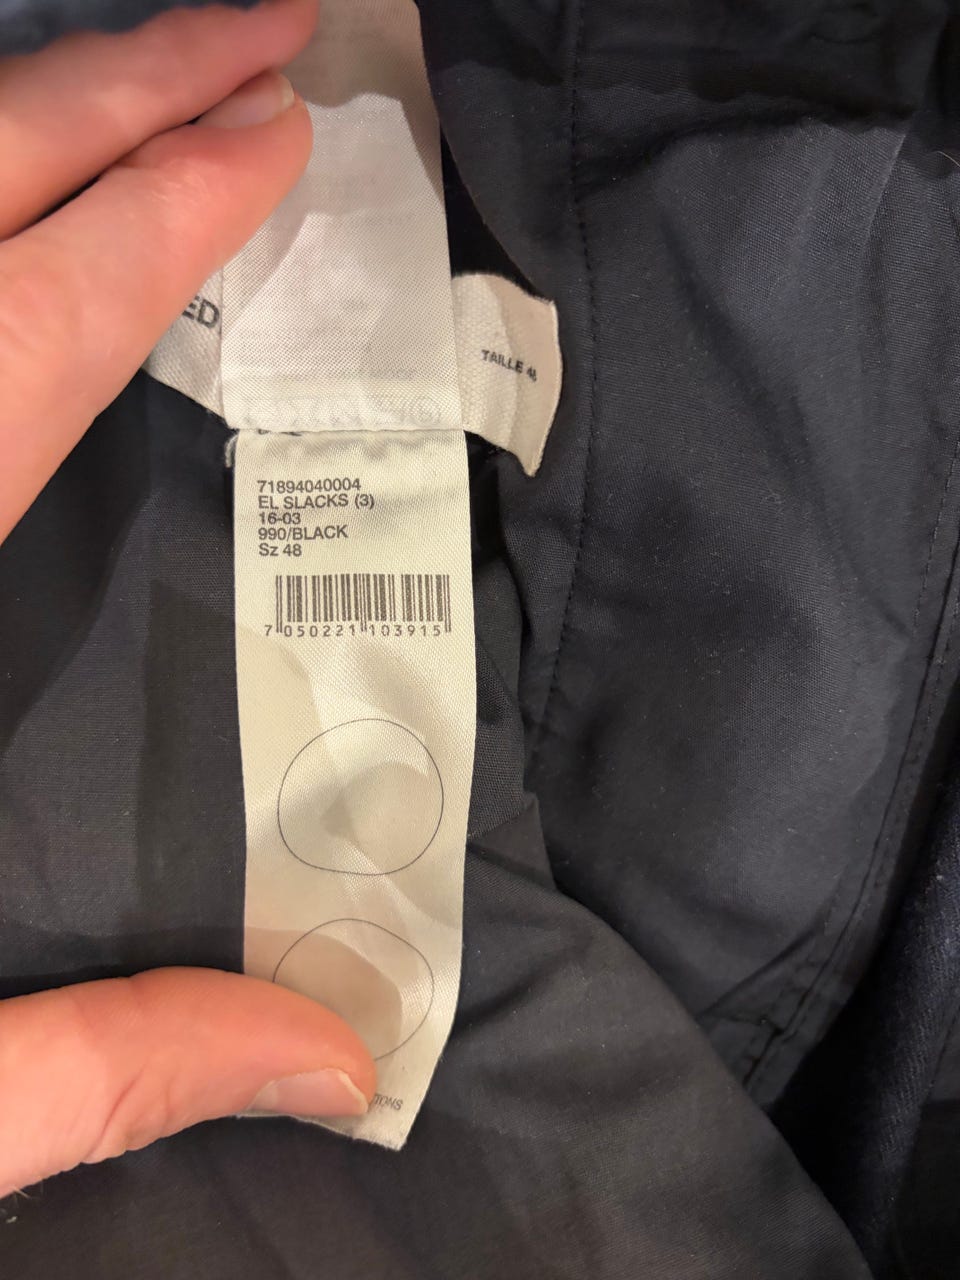 ED
TAILLE 48
71894040004
EL SLACKS (3)
16-03
990/BLACK
Sz 48
7 050221 103915